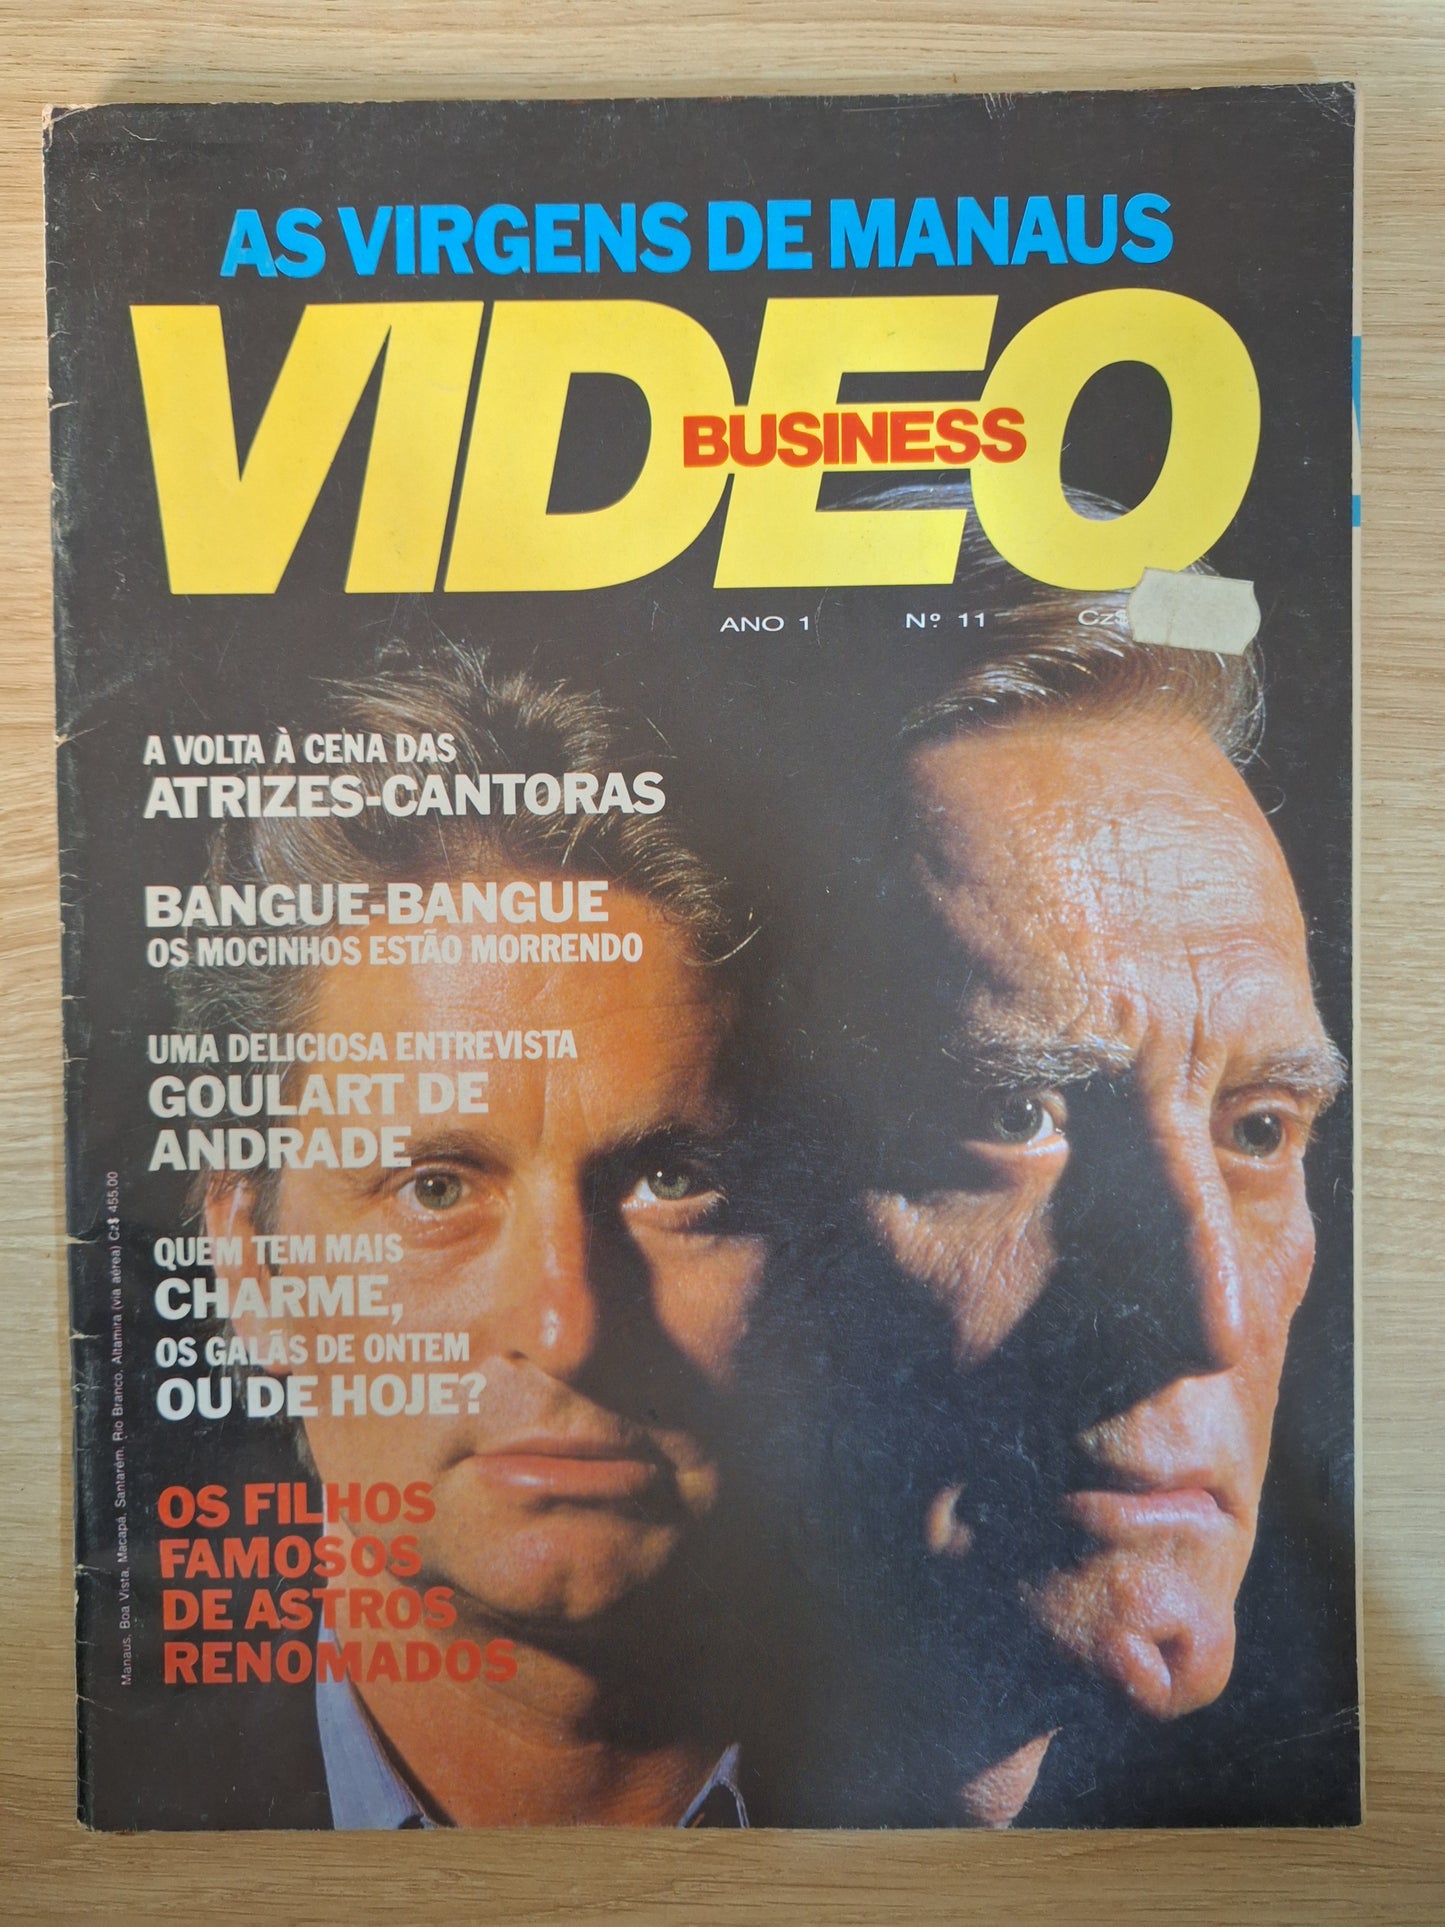 AS VIRGENS DE MANAUS
VIDEO
BUSINESS
ANO 1 Nº 11 Cz$
A VOLTA À CENA DAS
ATRIZES-CANTORAS
BANGUE-BANGUE
OS MOCINHOS ESTÃO MORRENDO
UMA DELICIOSA ENTREVISTA
GOULART DE
ANDRADE
QUEM TEM MAIS
CHARME,
OS GALÃS DE ONTEM
OU DE HOJE?
OS FILHOS
FAMOSOS
DE ASTROS
RENOMADOS
Manaus, Boa Vista, Macapá, Santarém, Rio Branco, Altamira (via aérea) Cz$ 455,00